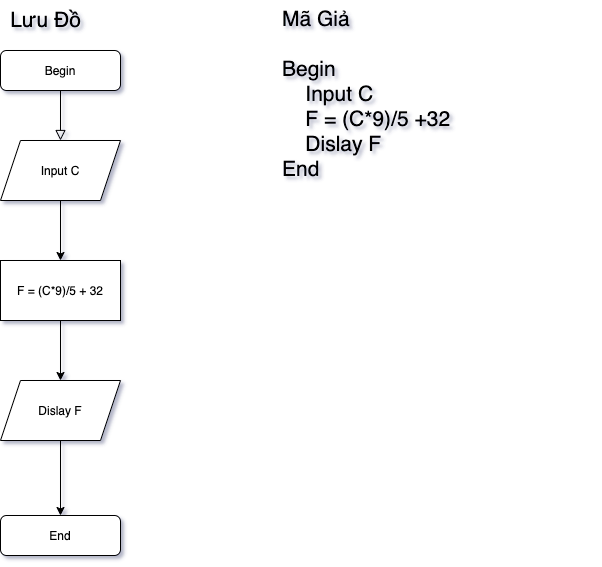 Lưu Đồ
Begin
Input C
F = (C*9)/5 + 32
Dislay F
End
Mã Giả
Begin
Input C
F = (C*9)/5 +32
Dislay F
End